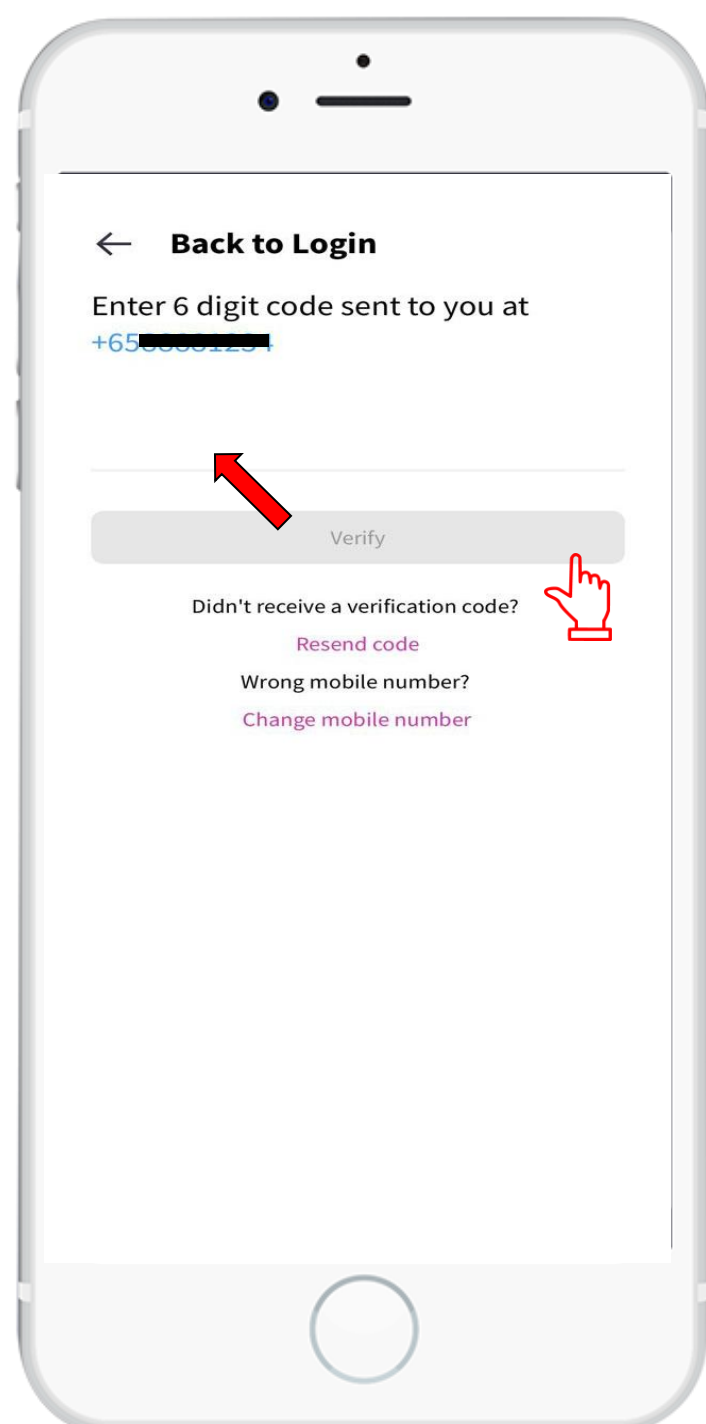 Back to Login
Enter 6 digit code sent to you at
+65
Verify
Didn't receive a verification code?
Resend code
Wrong mobile number?
Change mobile number